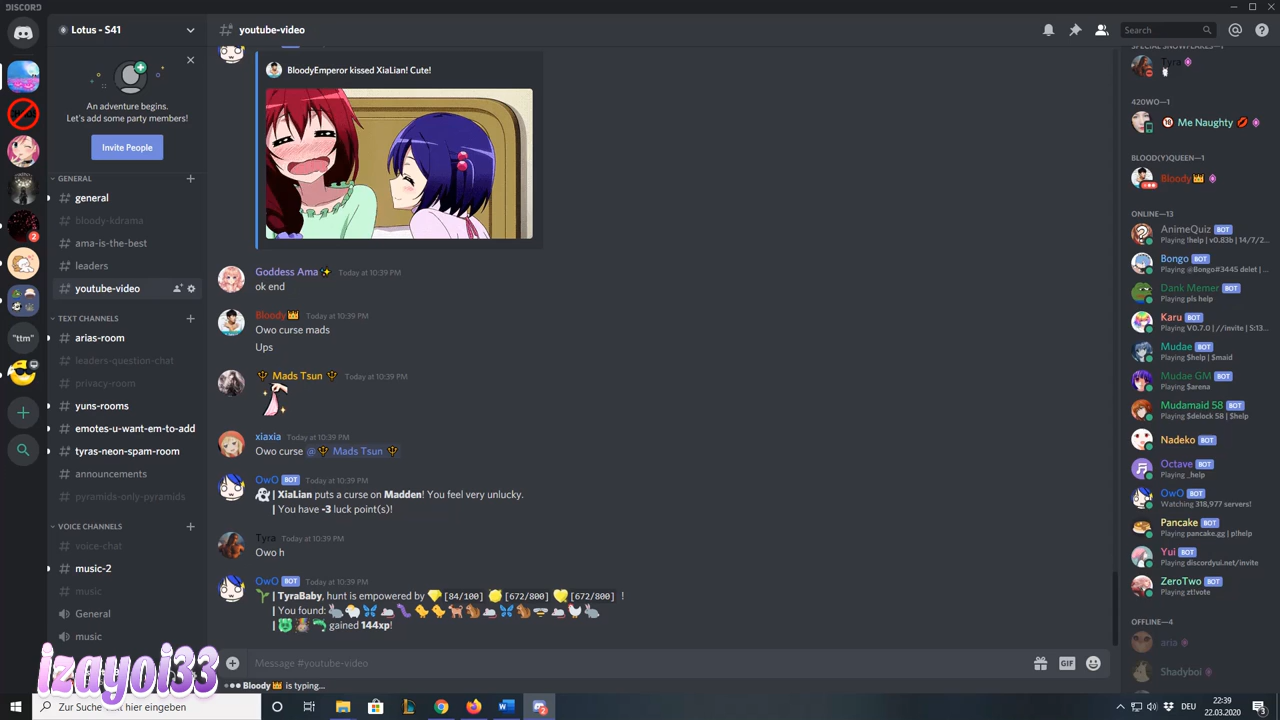 DISCORD
Lotus - S41
youtube-video
Search
An adventure begins.
Let's add some party members!
Invite People
GENERAL
general
bloody-kdrama
ama-is-the-best
leaders
youtube-video
TEXT CHANNELS
arias-room
leaders-question-chat
privacy-room
yuns-rooms
emotes-u-want-em-to-add
tyras-neon-spam-room
announcements
pyramids-only-pyramids
VOICE CHANNELS
voice-chat
music-2
music
General
music
2
"ttm"
BloodyEmperor kissed XiaLian! Cute!
Goddess Ama Today at 10:39 PM
ok end
Bloody Today at 10:39 PM
Owo curse mads
Ups
Mads Tsun Today at 10:39 PM
xiaxia Today at 10:39 PM
Owo curse @ Mads Tsun
OwO BOT Today at 10:39 PM
| XiaLian puts a curse on Madden! You feel very unlucky.
| You have -3 luck point(s)!
Tyra Today at 10:39 PM
Owo h
OwO BOT Today at 10:39 PM
| TyraBaby, hunt is empowered by [84/100] [672/800] [672/800] !
| You found:
| gained 144xp!
Message #youtube-video
GIF
Bloody is typing...
SPECIAL SNOWFLAKES—1
Tyra
420WO—1
Me Naughty
BLOOD(Y)QUEEN—1
Bloody
ONLINE—13
AnimeQuiz BOT
Playing !help | v0.83b | 14/7/2...
Bongo BOT
Playing @Bongo#3445 delet | ...
Dank Memer BOT
Playing pls help
Karu BOT
Playing V0.7.0 | //invite | 5:13...
Mudae BOT
Playing $help | $maid
Mudae GM BOT
Playing $arena
Mudamaid 58 BOT
Playing $delock 58 | $help
Nadeko BOT
Octave BOT
Playing _help
OwO BOT
Watching 318,977 servers!
Pancake BOT
Playing pancake.gg | p!help
Yui BOT
Playing discordyui.net/invite
ZeroTwo BOT
Playing zt!vote
OFFLINE—4
aria
Shadyboi
izayoi33
Zur Suche Text hier eingeben
DEU
22:39
22.03.2020